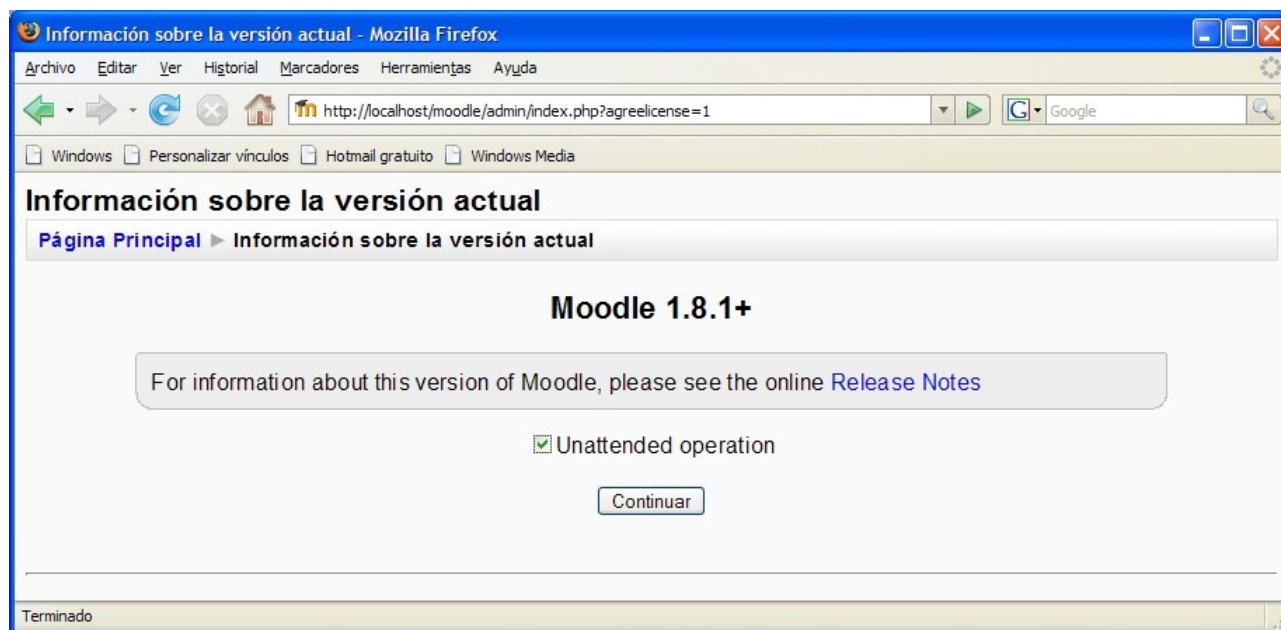 Información sobre la versión actual - Mozilla Firefox
Archivo Editar Ver Historial Marcadores Herramientas Ayuda
http://localhost/moodle/admin/index.php?agreelicense=1 G Google
Windows Personalizar vínculos Hotmail gratuito Windows Media
Información sobre la versión actual
Página Principal ► Información sobre la versión actual
Moodle 1.8.1+
For information about this version of Moodle, please see the online Release Notes
Unattended operation
Continuar
Terminado